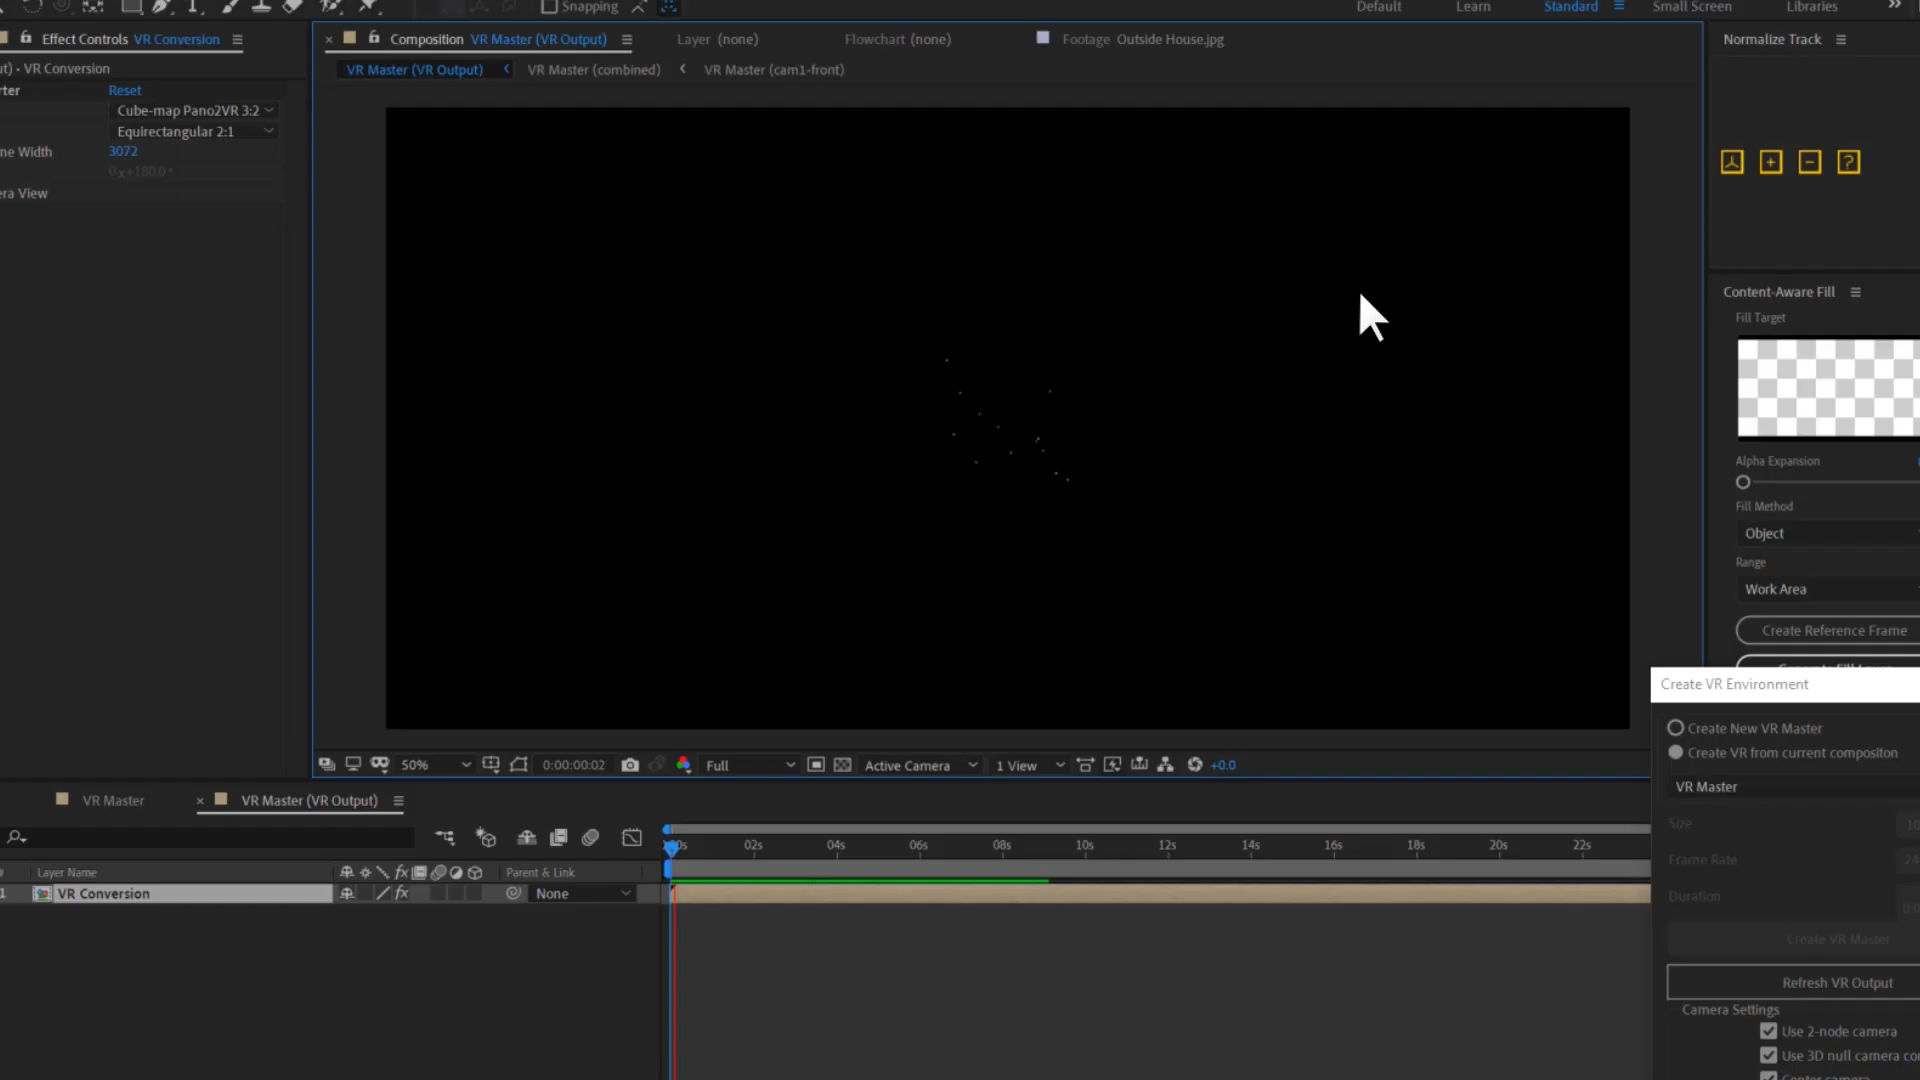 Snapping
Default
Learn
Standard
Small Screen
Libraries
Effect Controls VR Conversion
Composition VR Master (VR Output)
Layer (none)
Flowchart (none)
Footage Outside House.jpg
Normalize Track
VR Conversion
VR Master (VR Output)
VR Master (combined)
VR Master (cam1-front)
Reset
Cube-map Pano2VR 3:2
Equirectangular 2:1
Width
3072
0x+180.0°
View
Content-Aware Fill
Fill Target
Alpha Expansion
Fill Method
Object
Range
Work Area
Create Reference Frame
Create VR Environment
Create New VR Master
Create VR from current compositon
VR Master
Size
Frame Rate
Duration
Create VR Master
Refresh VR Output
Camera Settings
Use 2-node camera
Use 3D null camera
50%
0:00:00:02
Full
Active Camera
1 View
+0.0
VR Master
VR Master (VR Output)
02s
04s
06s
08s
10s
12s
14s
16s
18s
20s
22s
Layer Name
Parent & Link
1
VR Conversion
None